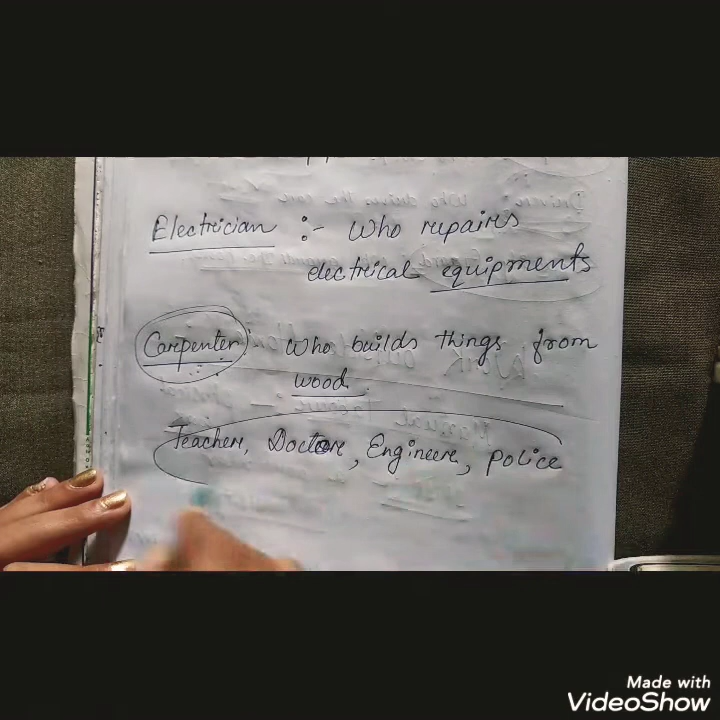 Electrician :- Who repairs
electrical equipments
Carpenter : Who builds things from
wood
Teacher, Doctor, Engineer, police
Made with
VideoShow